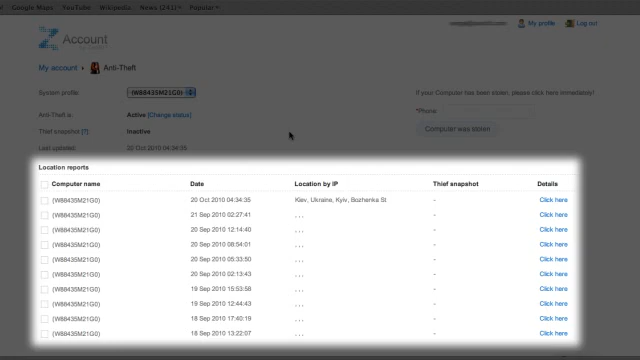 Google Maps YouTube Wikipedia News (243) Popular
My profile Log out
Z Account
My account Anti-Theft
System profile: (W88435M21G0)
If your Computer has been stolen, please click here immediately!
Anti-Theft is: Active [Change status]
*Phone
Thief snapshot [?]: Inactive
Computer was stolen
Last updated: 20 Oct 2010 04:34:35
Location reports
Computer name Date Location by IP Thief snapshot Details
(W88435M21G0) 20 Oct 2010 04:34:35 Kiev, Ukraine, Kyiv, Bozhenka St - Click here
(W88435M21G0) 21 Sep 2010 02:27:41 , , , - Click here
(W88435M21G0) 20 Sep 2010 12:14:40 , , , - Click here
(W88435M21G0) 20 Sep 2010 08:54:01 , , , - Click here
(W88435M21G0) 20 Sep 2010 05:33:50 , , , - Click here
(W88435M21G0) 20 Sep 2010 02:13:43 , , , - Click here
(W88435M21G0) 19 Sep 2010 15:53:58 , , , - Click here
(W88435M21G0) 19 Sep 2010 12:44:43 , , , - Click here
(W88435M21G0) 18 Sep 2010 17:40:19 , , , - Click here
(W88435M21G0) 18 Sep 2010 13:22:07 , , , - Click here